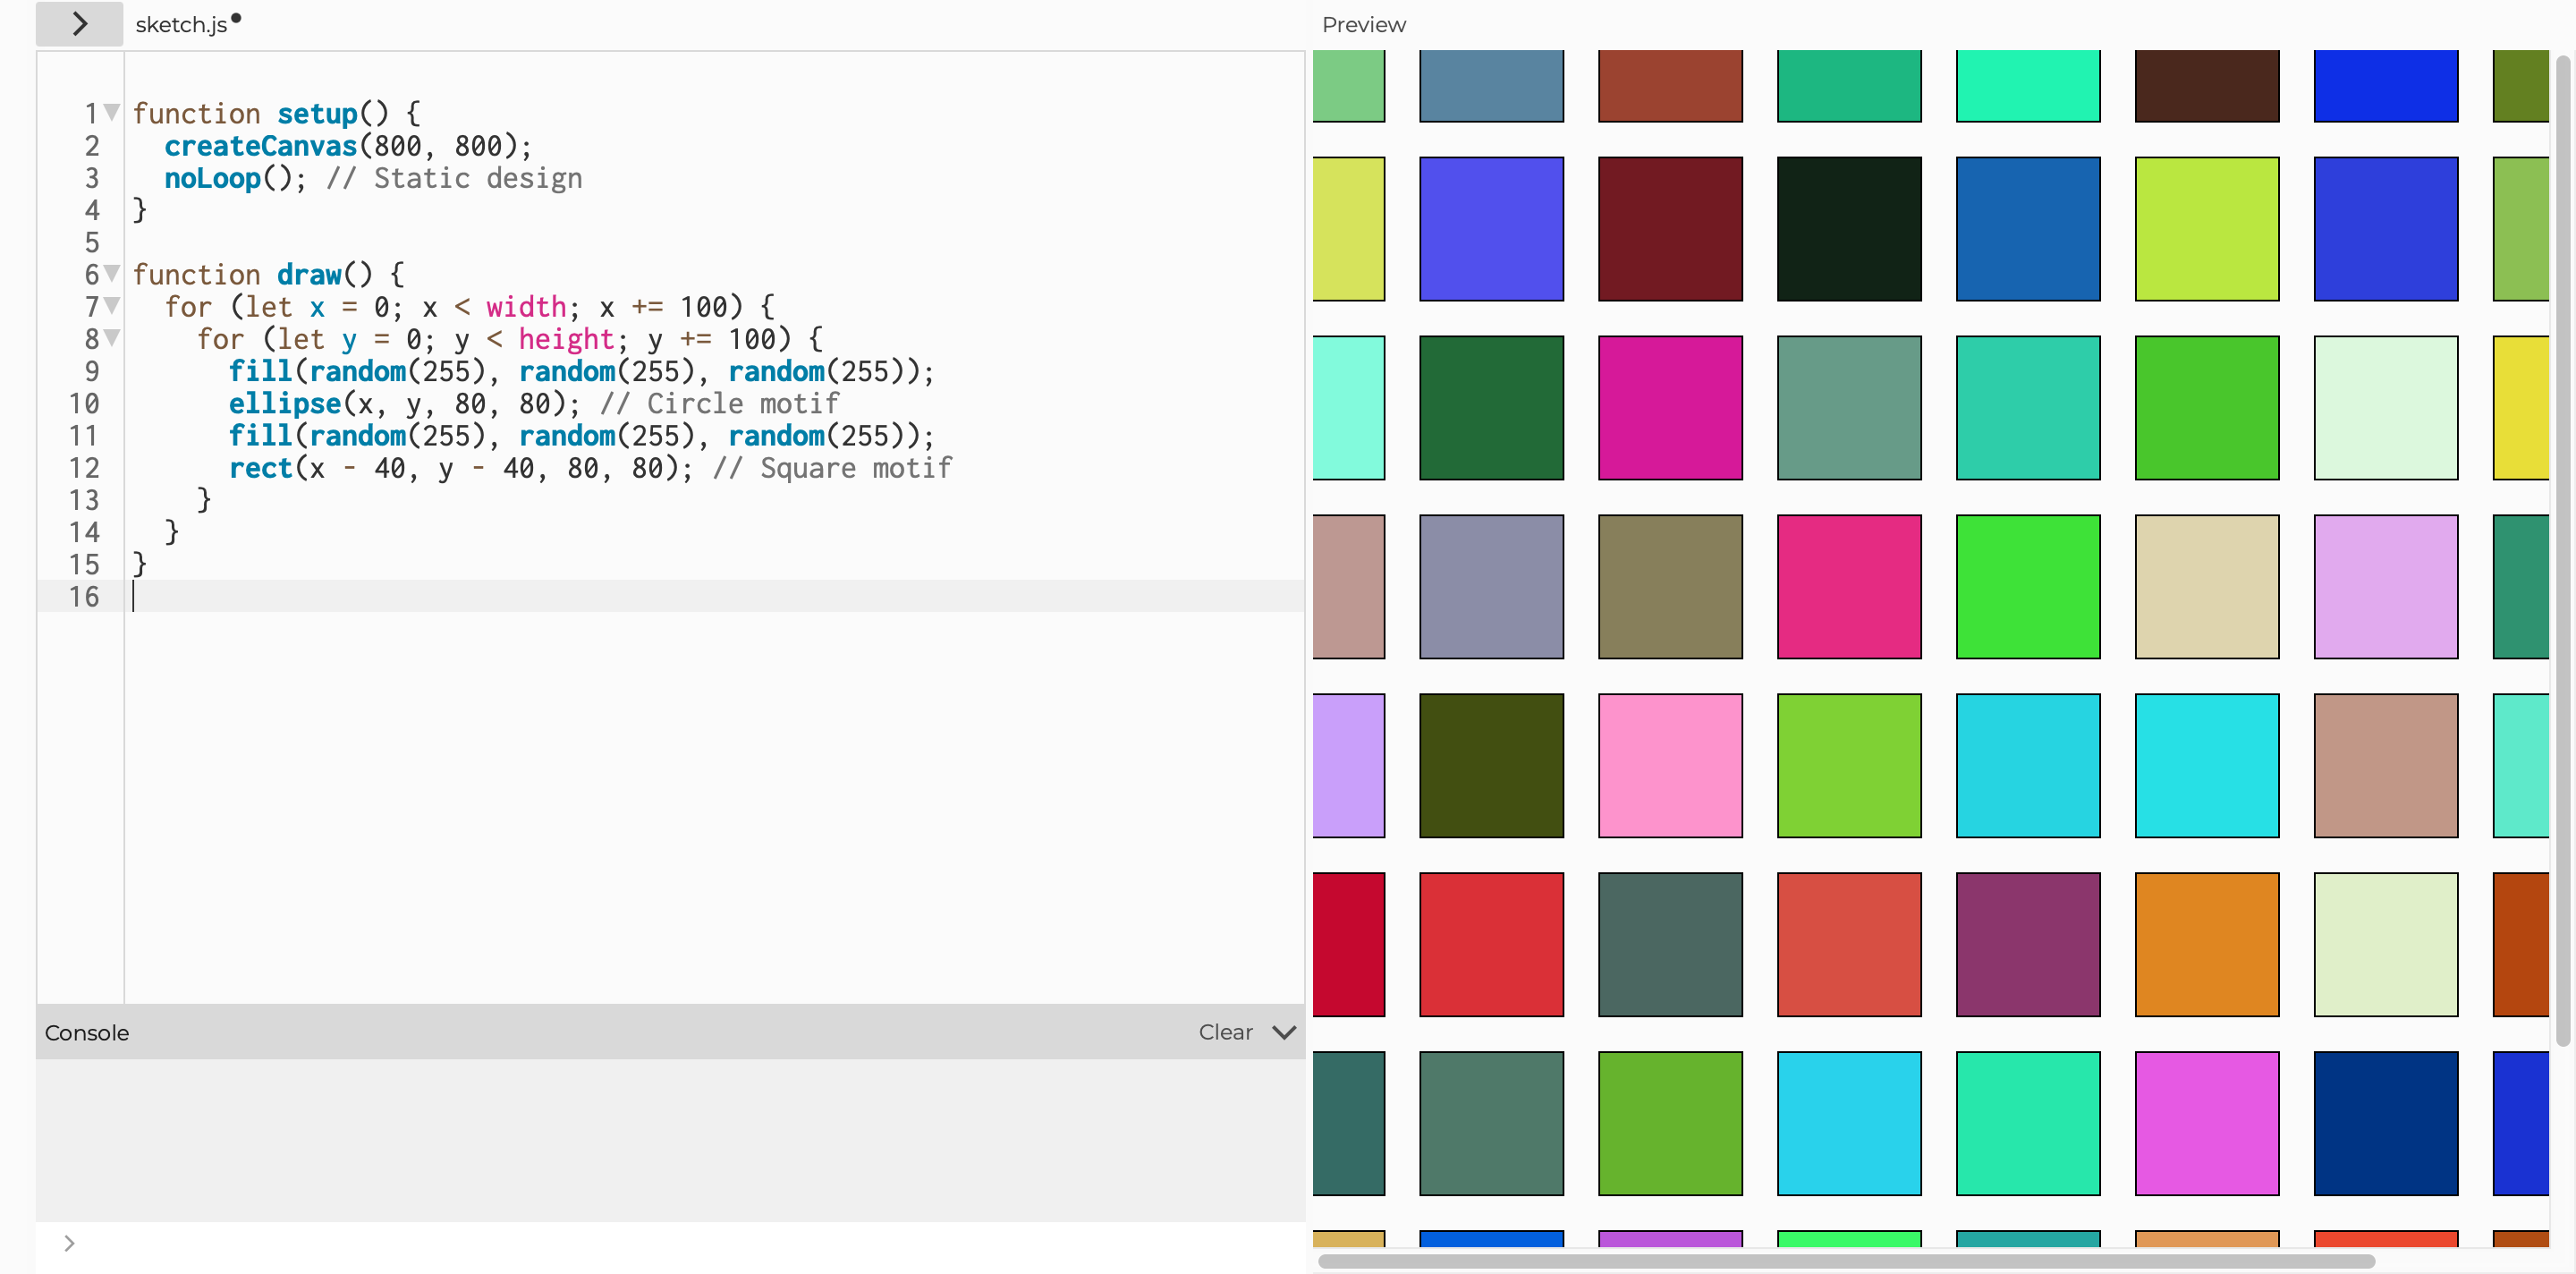 sketch.js
Preview
1 function setup() {
2   createCanvas(800, 800);
3   noLoop(); // Static design
4 }
5
6 function draw() {
7   for (let x = 0; x < width; x += 100) {
8     for (let y = 0; y < height; y += 100) {
9       fill(random(255), random(255), random(255));
10       ellipse(x, y, 80, 80); // Circle motif
11       fill(random(255), random(255), random(255));
12       rect(x - 40, y - 40, 80, 80); // Square motif
13     }
14   }
15 }
16
Console
Clear